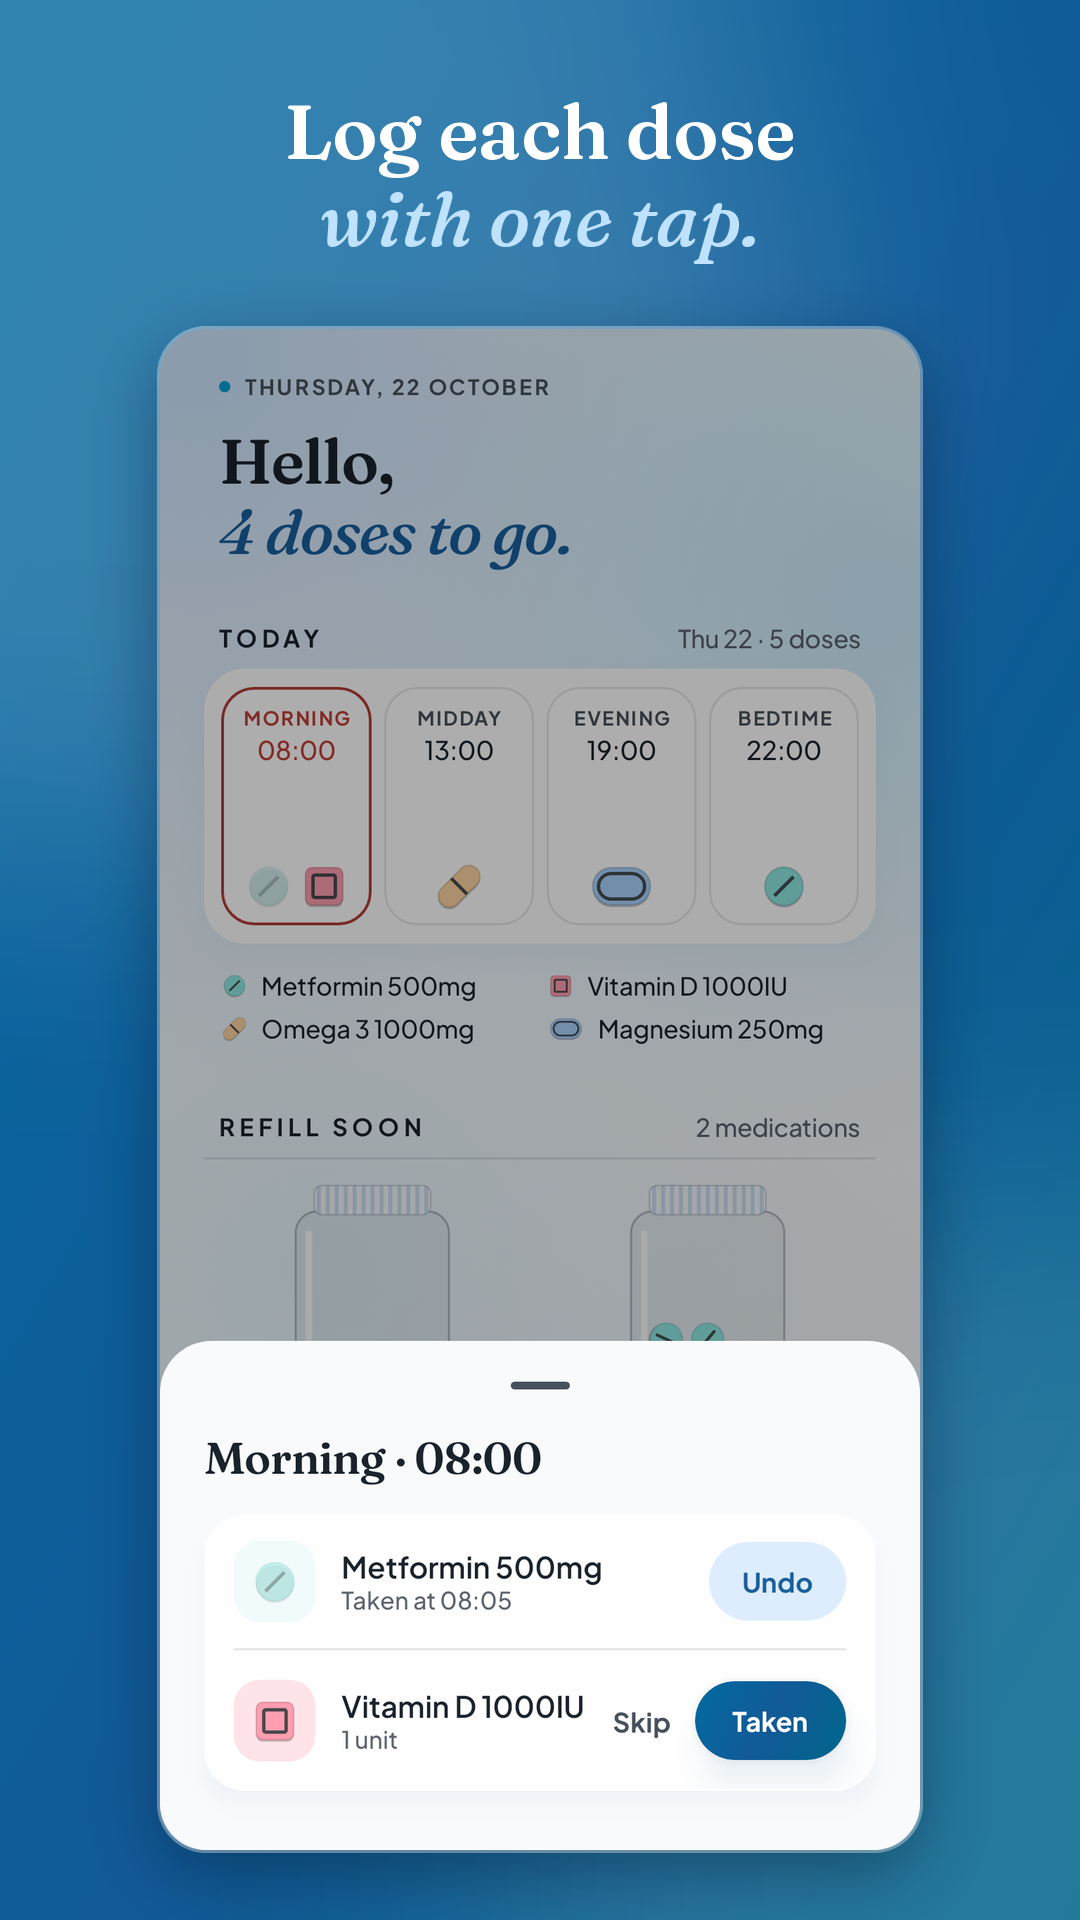 Log each dose
with one tap.
THURSDAY, 22 OCTOBER
Hello,
4 doses to go.
TODAY
Thu 22 · 5 doses
MORNING
08:00
MIDDAY
13:00
EVENING
19:00
BEDTIME
22:00
Metformin 500mg
Vitamin D 1000IU
Omega 3 1000mg
Magnesium 250mg
REFILL SOON
2 medications
Morning · 08:00
Metformin 500mg
Taken at 08:05
Undo
Vitamin D 1000IU
1 unit
Skip
Taken